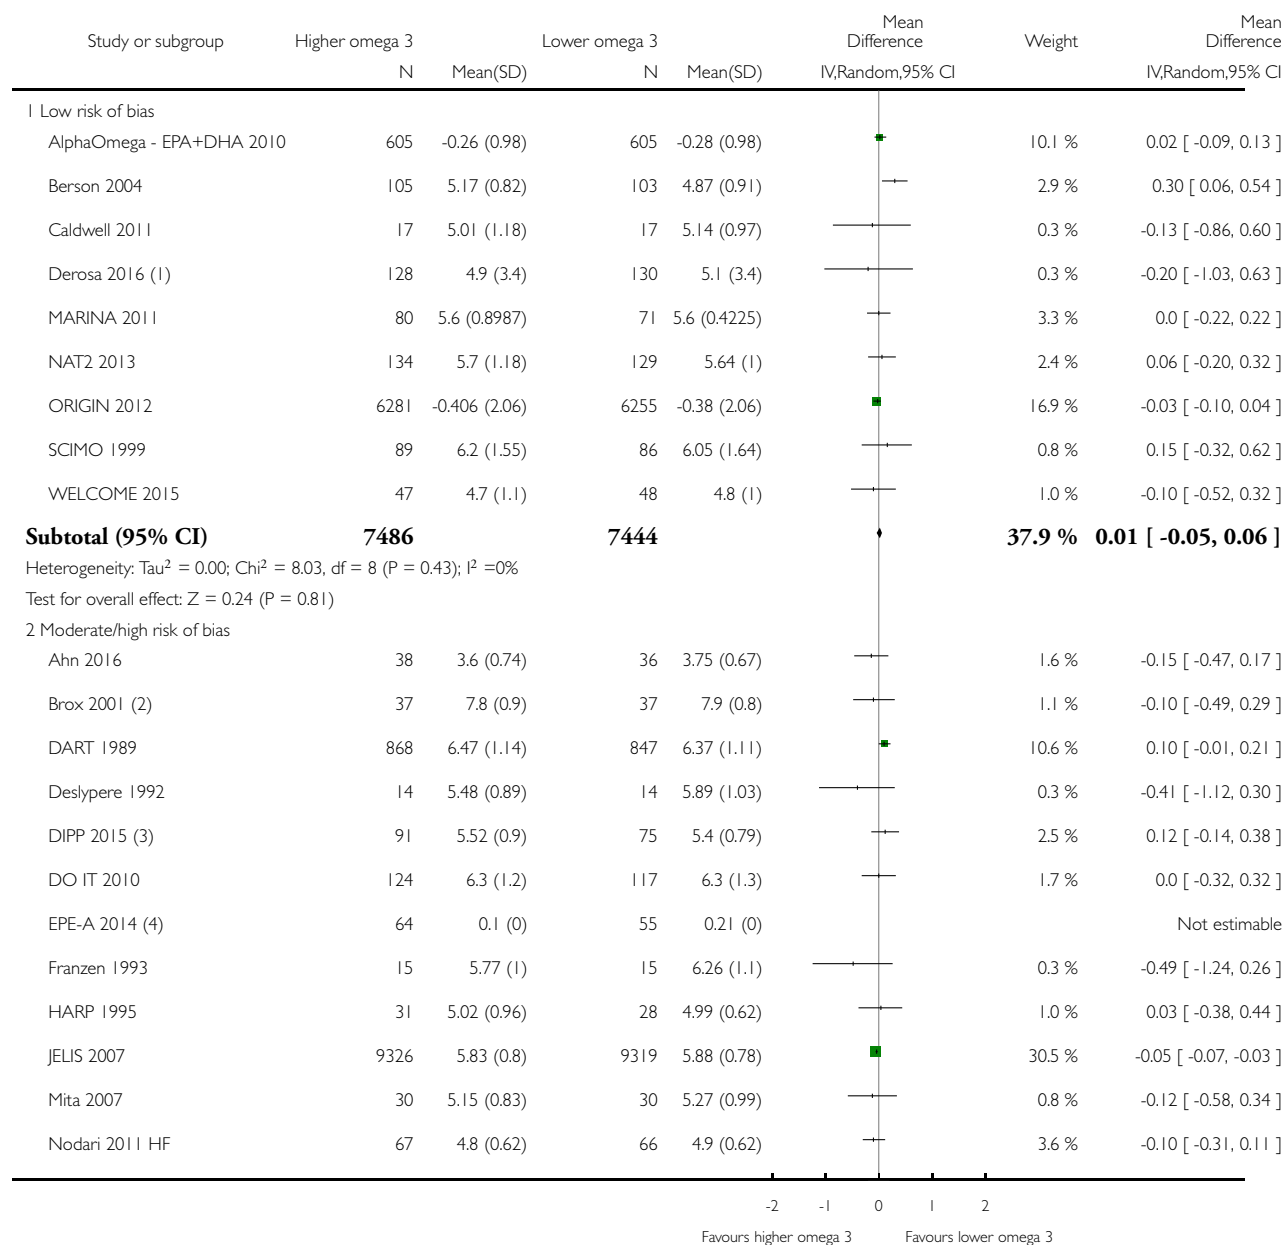 Study or subgroup Higher omega 3 Lower omega 3 Mean Difference Weight Mean Difference
N Mean(SD) N Mean(SD) IV,Random,95% CI IV,Random,95% CI
1 Low risk of bias
AlphaOmega - EPA+DHA 2010 605 -0.26 (0.98) 605 -0.28 (0.98) 10.1 % 0.02 [ -0.09, 0.13 ]
Berson 2004 105 5.17 (0.82) 103 4.87 (0.91) 2.9 % 0.30 [ 0.06, 0.54 ]
Caldwell 2011 17 5.01 (1.18) 17 5.14 (0.97) 0.3 % -0.13 [ -0.86, 0.60 ]
Derosa 2016 (1) 128 4.9 (3.4) 130 5.1 (3.4) 0.3 % -0.20 [ -1.03, 0.63 ]
MARINA 2011 80 5.6 (0.8987) 71 5.6 (0.4225) 3.3 % 0.0 [ -0.22, 0.22 ]
NAT2 2013 134 5.7 (1.18) 129 5.64 (1) 2.4 % 0.06 [ -0.20, 0.32 ]
ORIGIN 2012 6281 -0.406 (2.06) 6255 -0.38 (2.06) 16.9 % -0.03 [ -0.10, 0.04 ]
SCIMO 1999 89 6.2 (1.55) 86 6.05 (1.64) 0.8 % 0.15 [ -0.32, 0.62 ]
WELCOME 2015 47 4.7 (1.1) 48 4.8 (1) 1.0 % -0.10 [ -0.52, 0.32 ]
Subtotal (95% CI) 7486 7444 37.9 % 0.01 [ -0.05, 0.06 ]
Heterogeneity: Tau² = 0.00; Chi² = 8.03, df = 8 (P = 0.43); I² =0%
Test for overall effect: Z = 0.24 (P = 0.81)
2 Moderate/high risk of bias
Ahn 2016 38 3.6 (0.74) 36 3.75 (0.67) 1.6 % -0.15 [ -0.47, 0.17 ]
Brox 2001 (2) 37 7.8 (0.9) 37 7.9 (0.8) 1.1 % -0.10 [ -0.49, 0.29 ]
DART 1989 868 6.47 (1.14) 847 6.37 (1.11) 10.6 % 0.10 [ -0.01, 0.21 ]
Deslypere 1992 14 5.48 (0.89) 14 5.89 (1.03) 0.3 % -0.41 [ -1.12, 0.30 ]
DIPP 2015 (3) 91 5.52 (0.9) 75 5.4 (0.79) 2.5 % 0.12 [ -0.14, 0.38 ]
DO IT 2010 124 6.3 (1.2) 117 6.3 (1.3) 1.7 % 0.0 [ -0.32, 0.32 ]
EPE-A 2014 (4) 64 0.1 (0) 55 0.21 (0) Not estimable
Franzen 1993 15 5.77 (1) 15 6.26 (1.1) 0.3 % -0.49 [ -1.24, 0.26 ]
HARP 1995 31 5.02 (0.96) 28 4.99 (0.62) 1.0 % 0.03 [ -0.38, 0.44 ]
JELIS 2007 9326 5.83 (0.8) 9319 5.88 (0.78) 30.5 % -0.05 [ -0.07, -0.03 ]
Mita 2007 30 5.15 (0.83) 30 5.27 (0.99) 0.8 % -0.12 [ -0.58, 0.34 ]
Nodari 2011 HF 67 4.8 (0.62) 66 4.9 (0.62) 3.6 % -0.10 [ -0.31, 0.11 ]
-2 -1 0 1 2
Favours higher omega 3 Favours lower omega 3